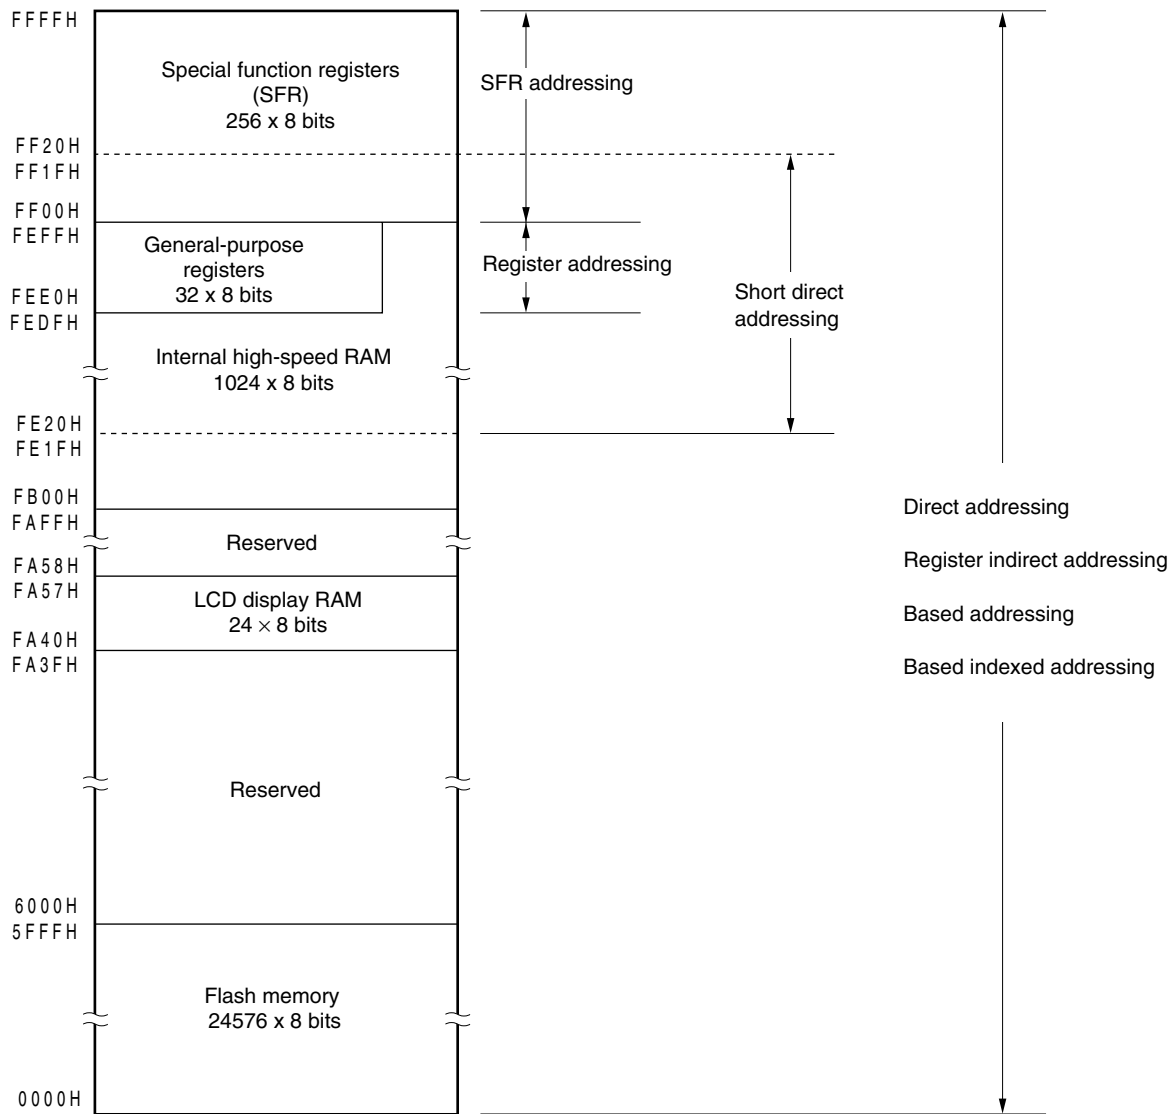 FFFFH
Special function registers
(SFR)
256 x 8 bits
SFR addressing
FF20H
FF1FH
FF00H
FEFFH
General-purpose
registers
32 x 8 bits
Register addressing
FEE0H
FEDFH
Short direct
addressing
Internal high-speed RAM
1024 x 8 bits
FE20H
FE1FH
FB00H
FAFFH
Reserved
FA58H
FA57H
LCD display RAM
24 × 8 bits
FA40H
FA3FH
Direct addressing
Register indirect addressing
Based addressing
Based indexed addressing
Reserved
6000H
5FFFH
Flash memory
24576 x 8 bits
0000H